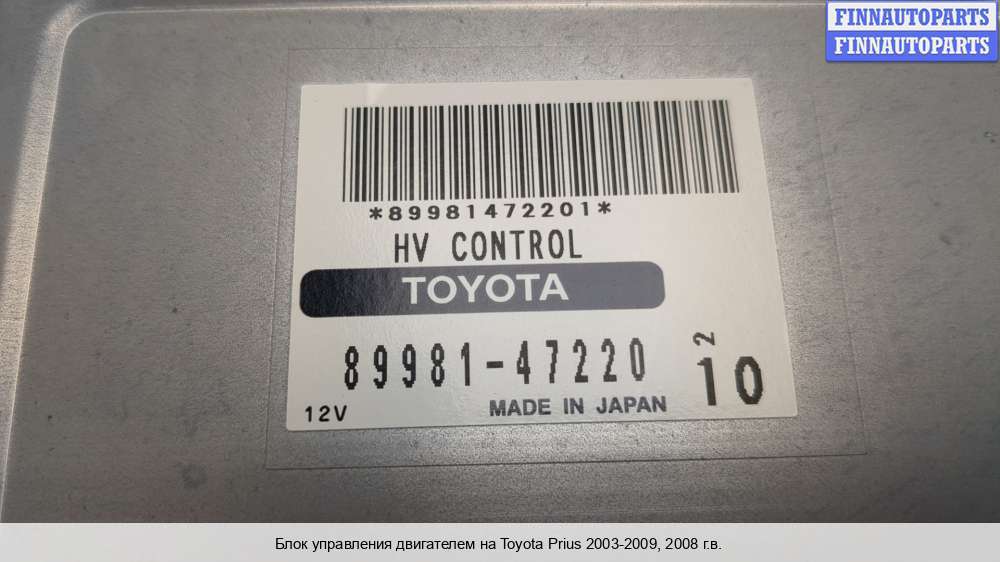 FINNAUTOPARTS
FINNAUTOPARTS
*89981472201*
HV CONTROL
TOYOTA
89981-47220
2
10
12V
MADE IN JAPAN
Блок управления двигателем на Toyota Prius 2003-2009, 2008 г.в.